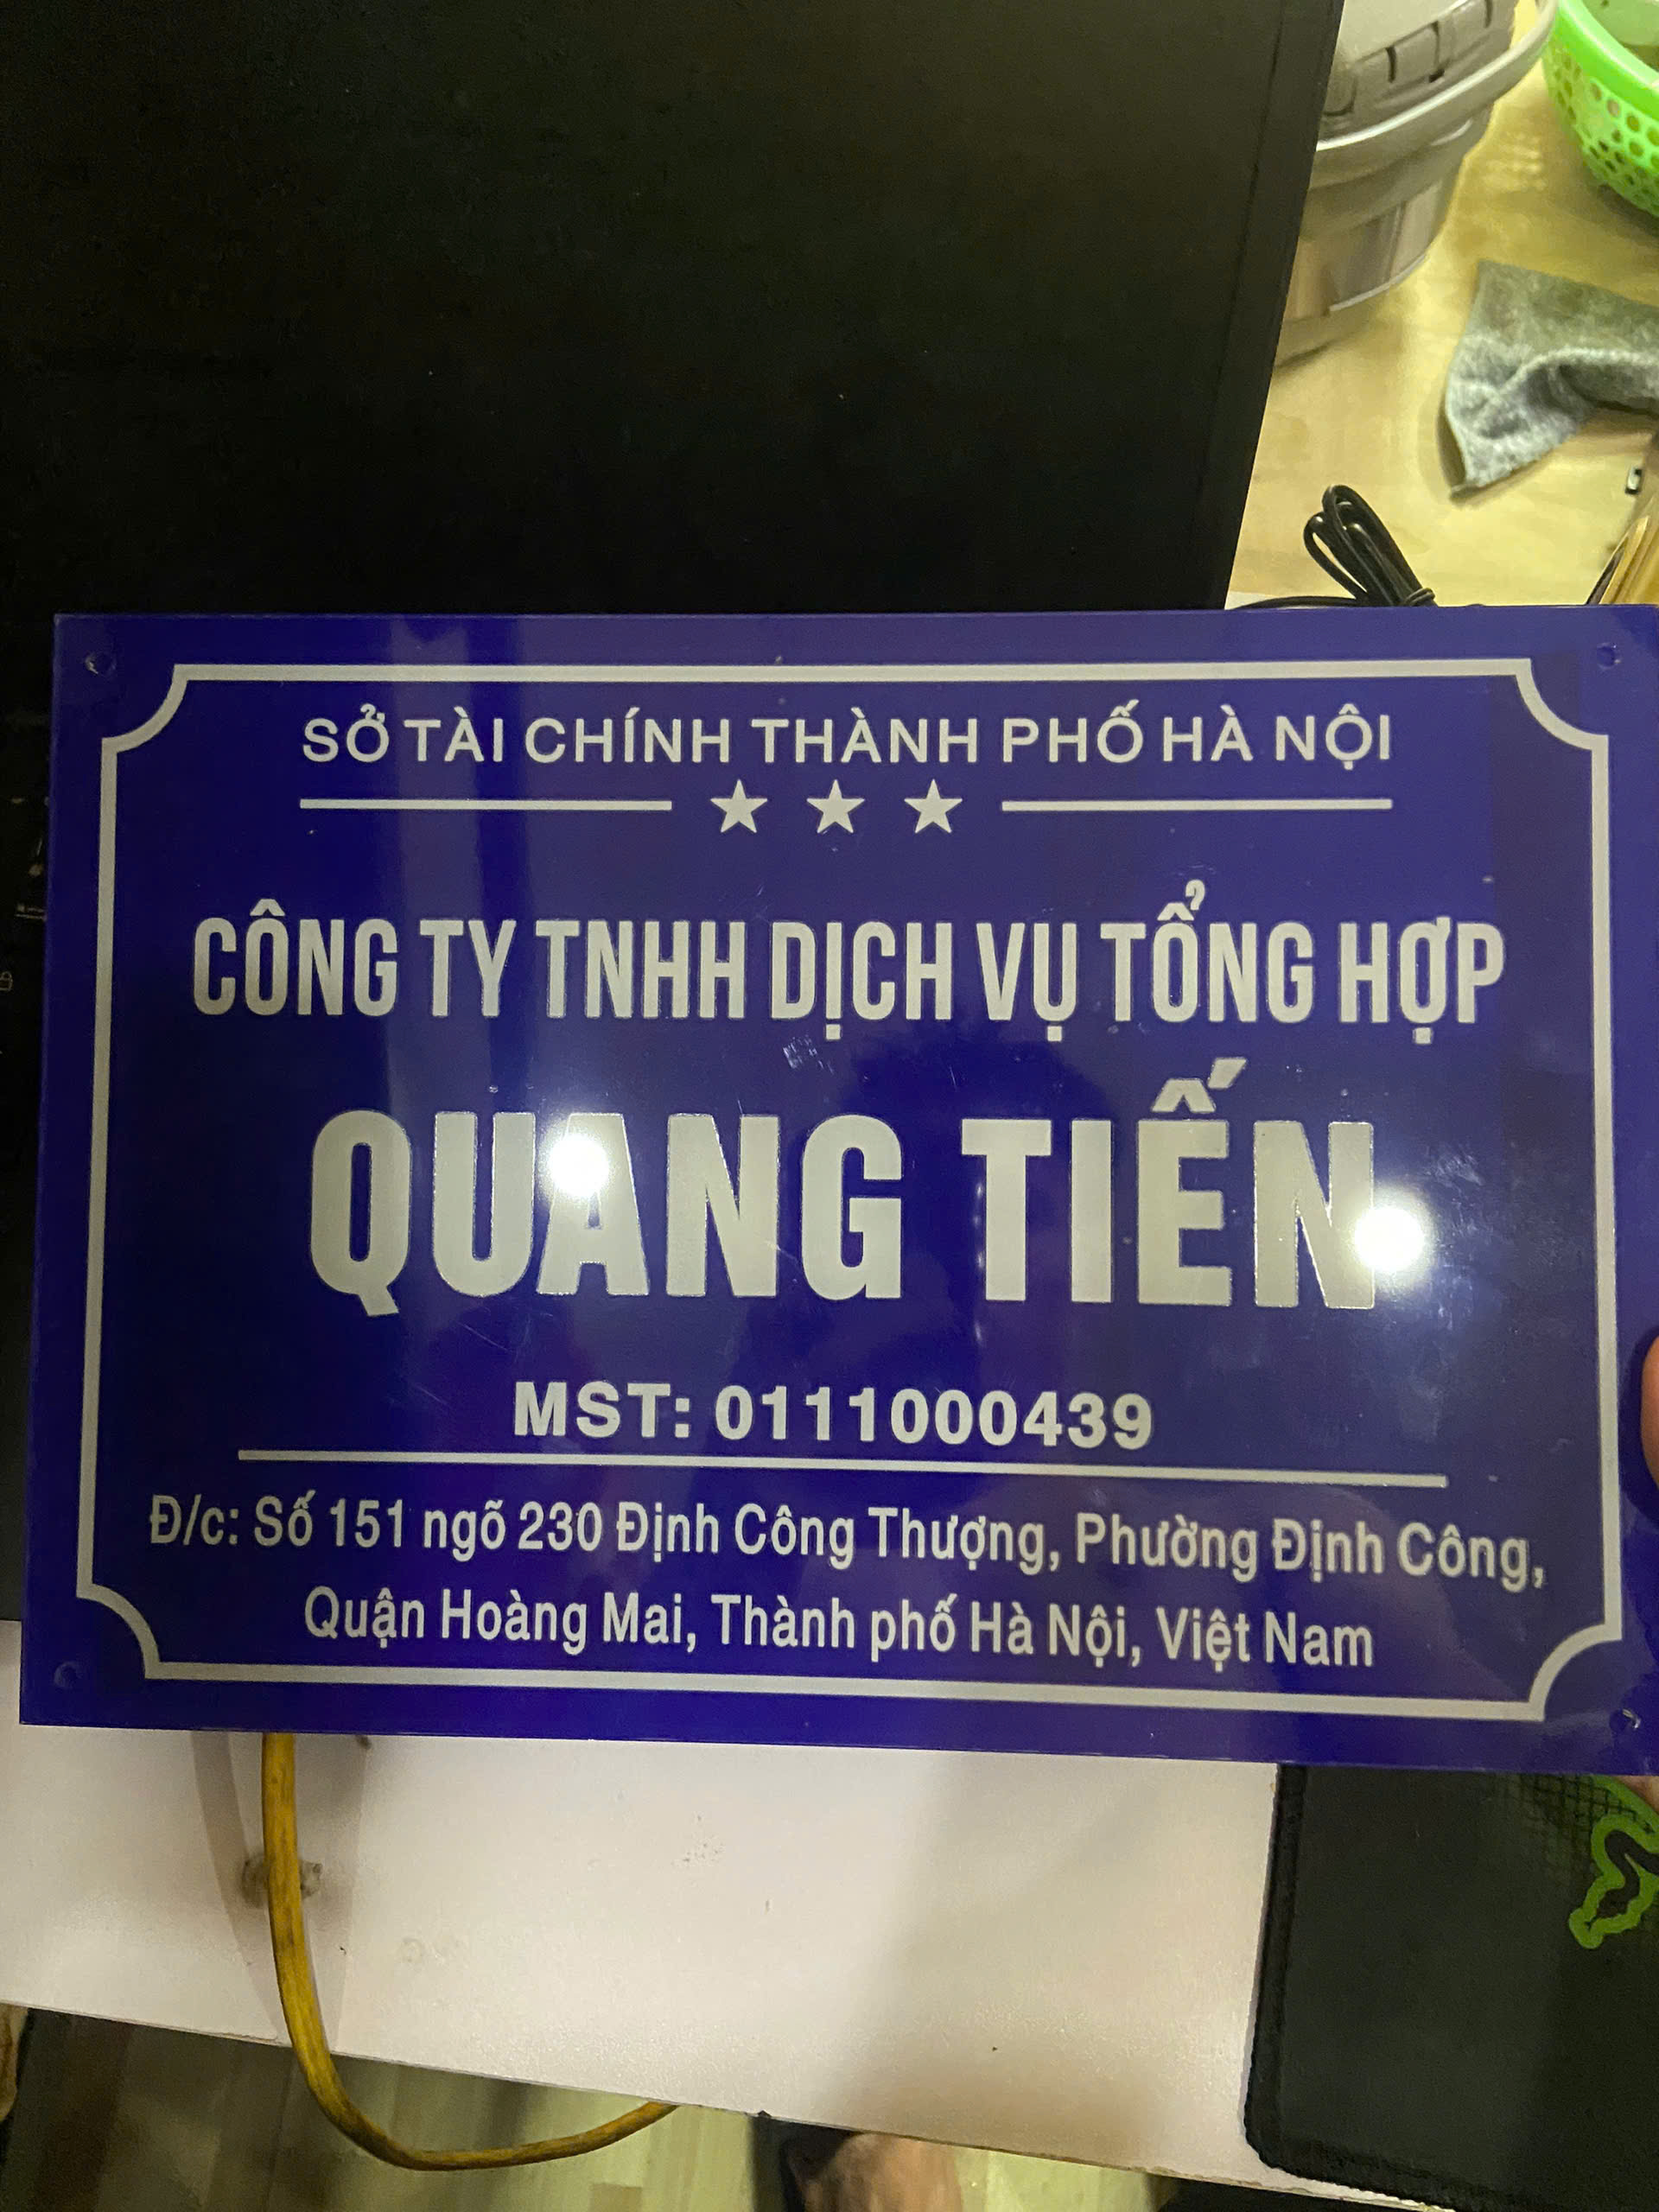 SỞ TÀI CHÍNH THÀNH PHỐ HÀ NỘI
CÔNG TY TNHH DỊCH VỤ TỔNG HỢP
QUANG TIẾN
MST: 0111000439
Đ/c: Số 151 ngõ 230 Định Công Thượng, Phường Định Công,
Quận Hoàng Mai, Thành phố Hà Nội, Việt Nam